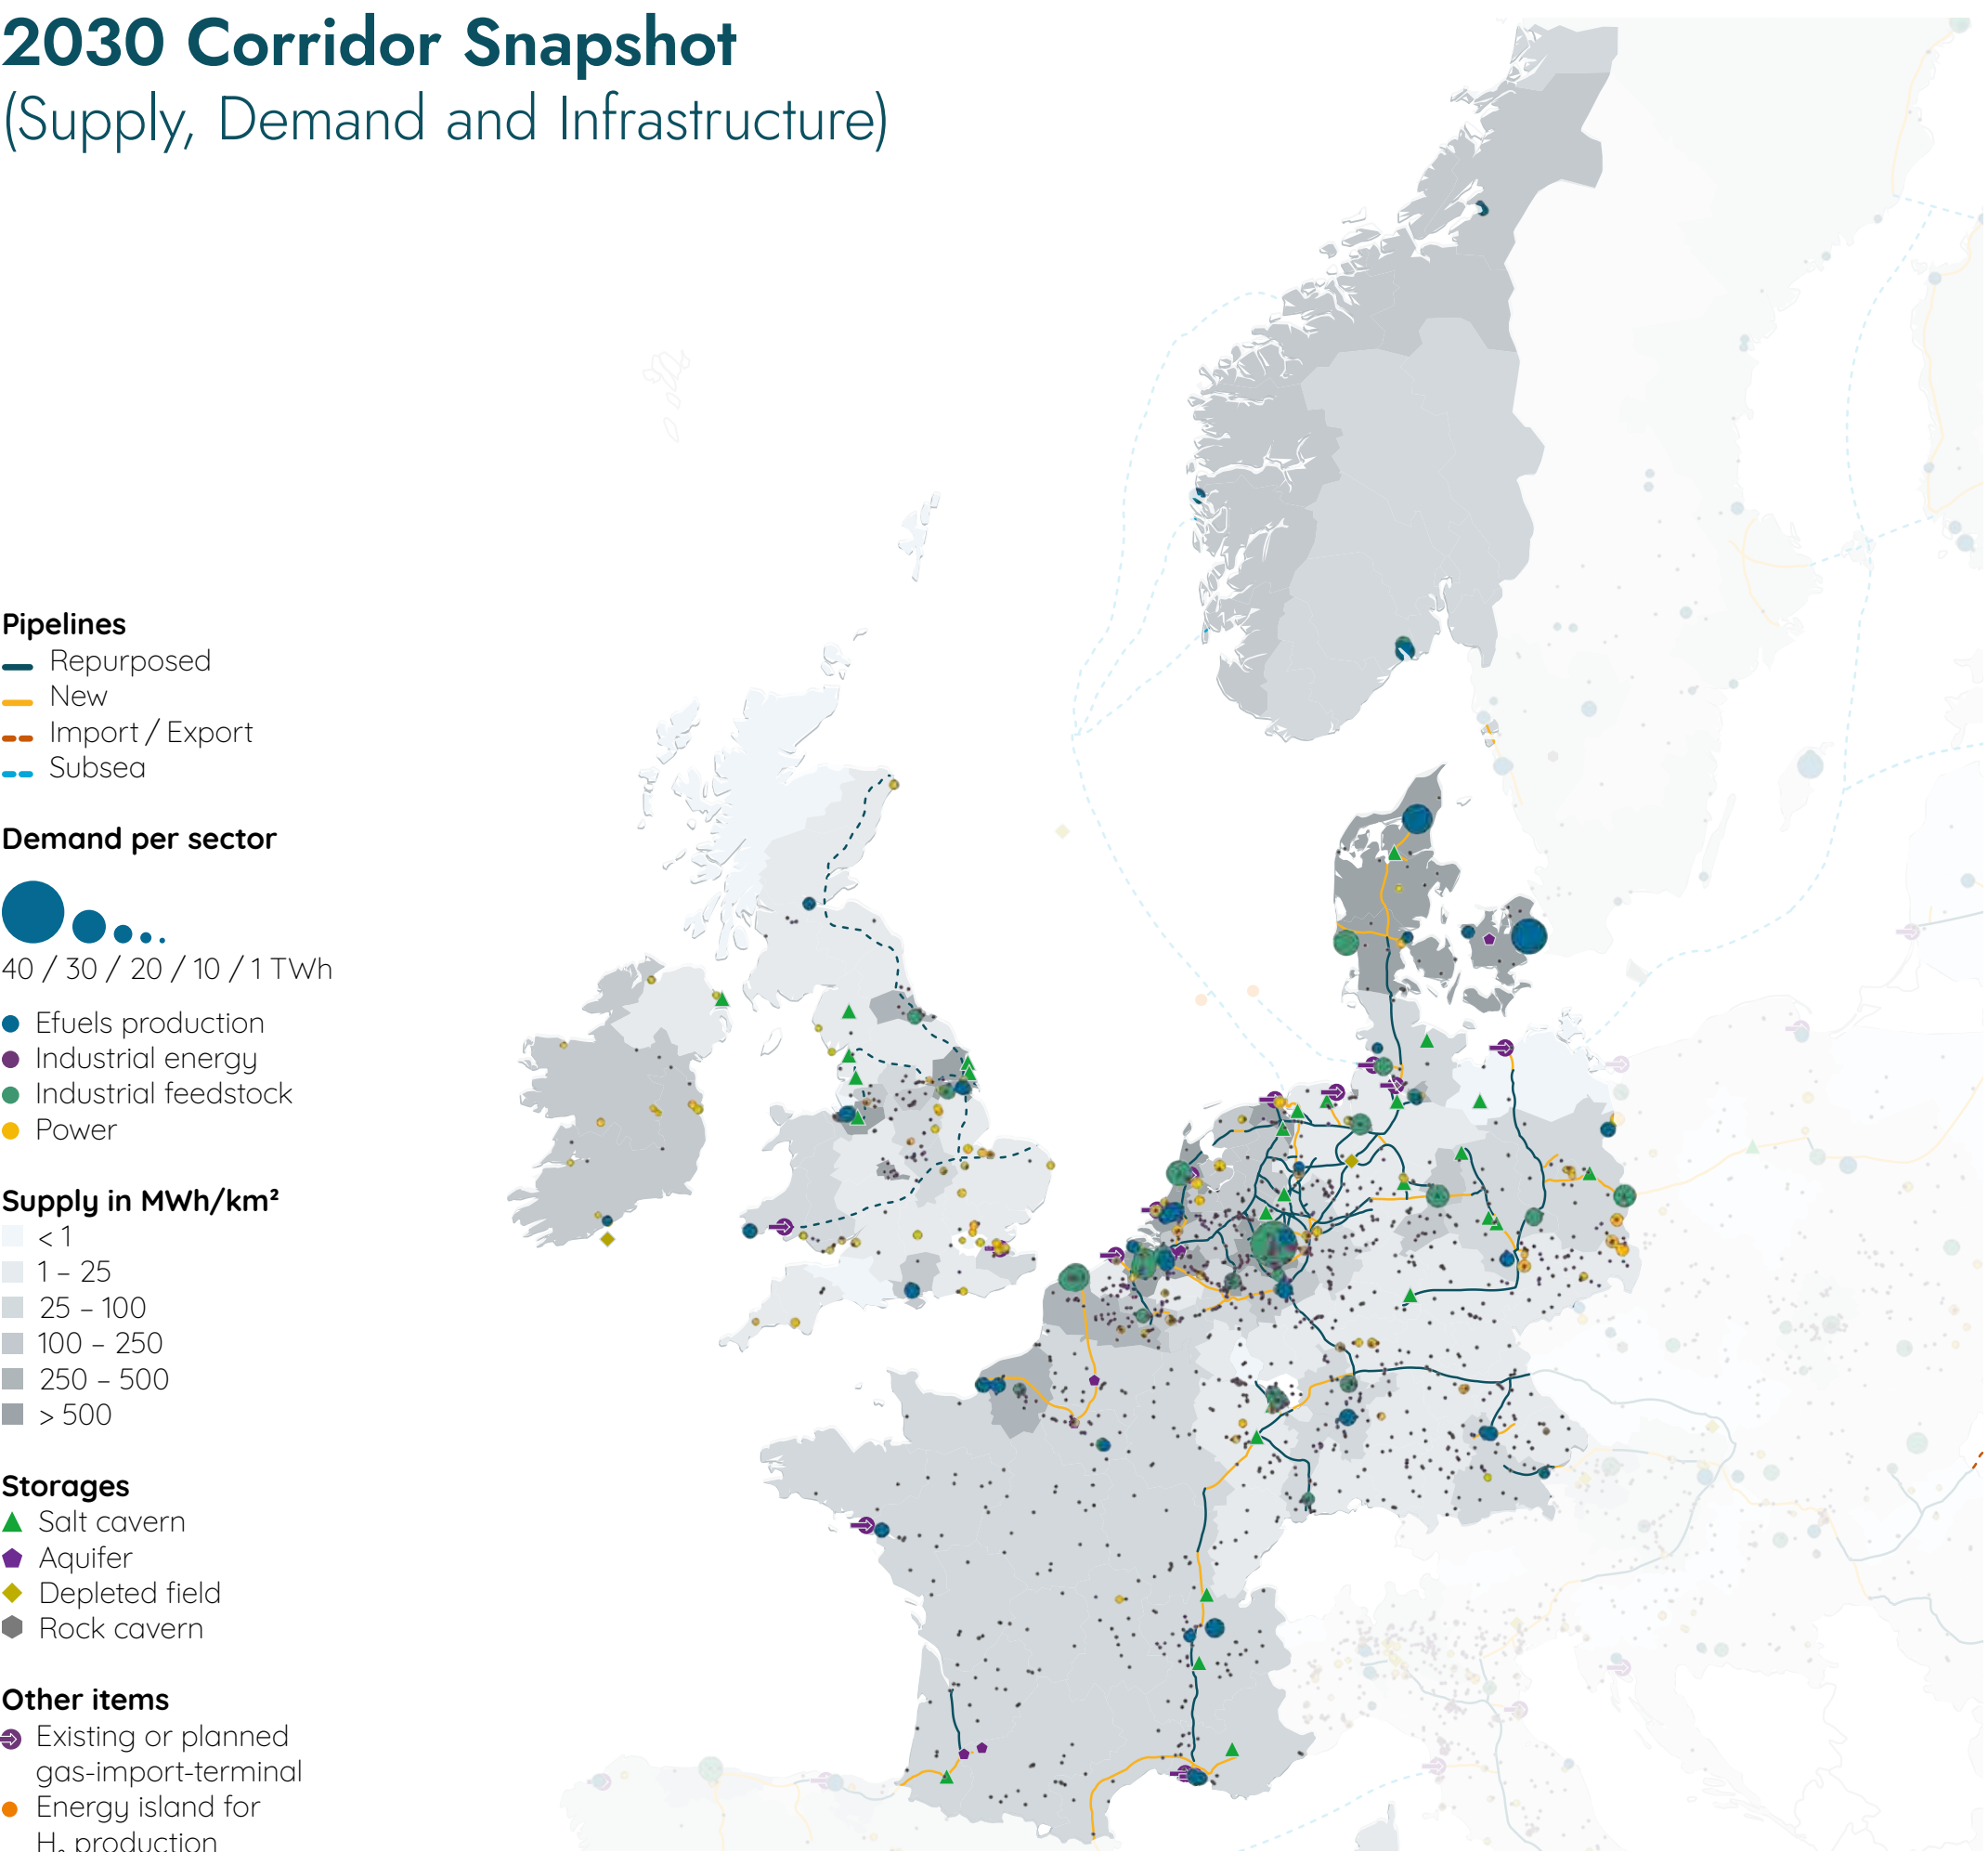 2030 Corridor Snapshot
(Supply, Demand and Infrastructure)
Pipelines
Repurposed
New
Import / Export
Subsea
Demand per sector
40 / 30 / 20 / 10 / 1 TWh
Efuels production
Industrial energy
Industrial feedstock
Power
Supply in MWh/km²
< 1
1 – 25
25 – 100
100 – 250
250 – 500
> 500
Storages
Salt cavern
Aquifer
Depleted field
Rock cavern
Other items
Existing or planned
gas-import-terminal
Energy island for
H₂ production